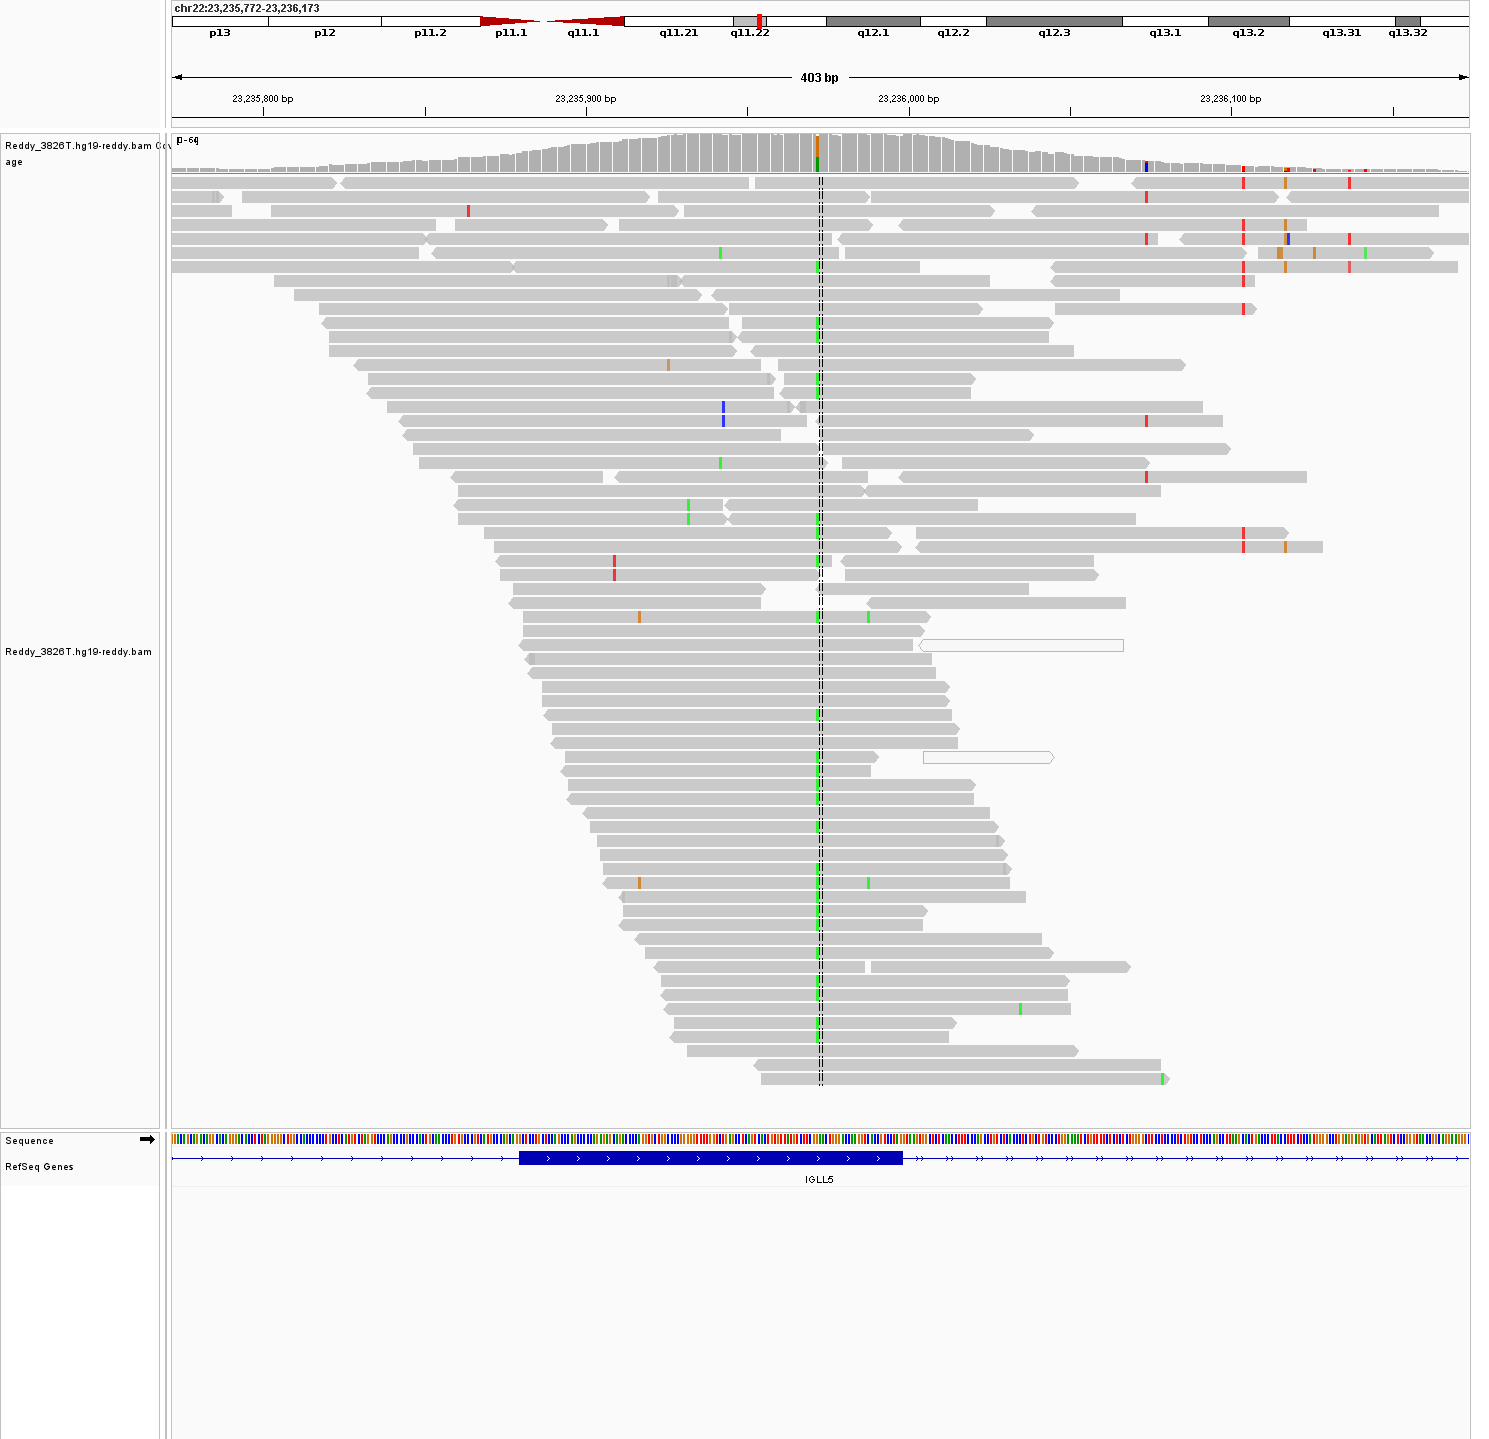 chr22:23,235,772-23,236,173
p13 p12 p11.2 p11.1 q11.1 q11.21 q11.22 q12.1 q12.2 q12.3 q13.1 q13.2 q13.31 q13.32
403 bp
23,235,800 bp 23,235,900 bp 23,236,000 bp 23,236,100 bp
Reddy_3826T.hg19-reddy.bam Cov
age
[0-64]
Reddy_3826T.hg19-reddy.bam
Sequence
RefSeq Genes
IGLL5